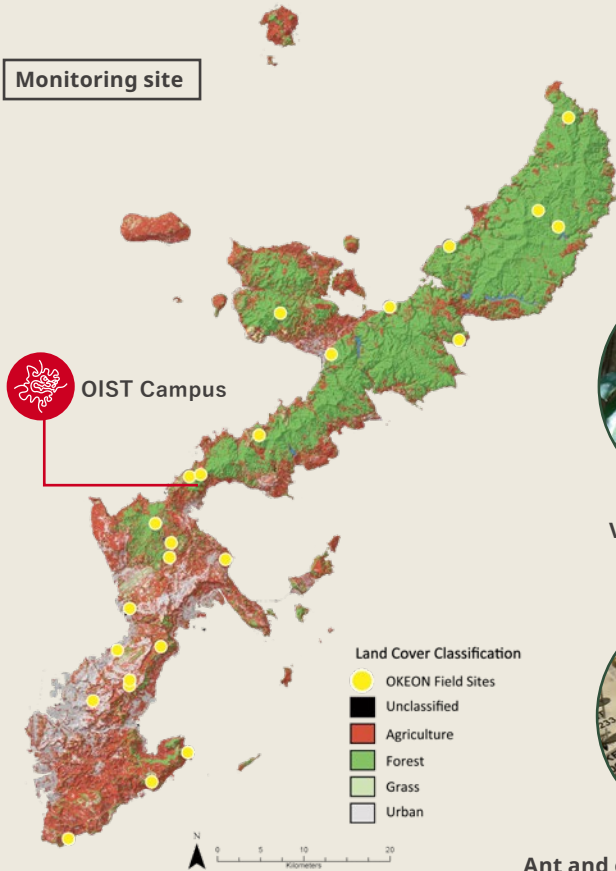 Monitoring site
OIST Campus
Land Cover Classification
OKEON Field Sites
Unclassified
Agriculture
Forest
Grass
Urban
N
0 5 10 20
Kilometers
Ant and